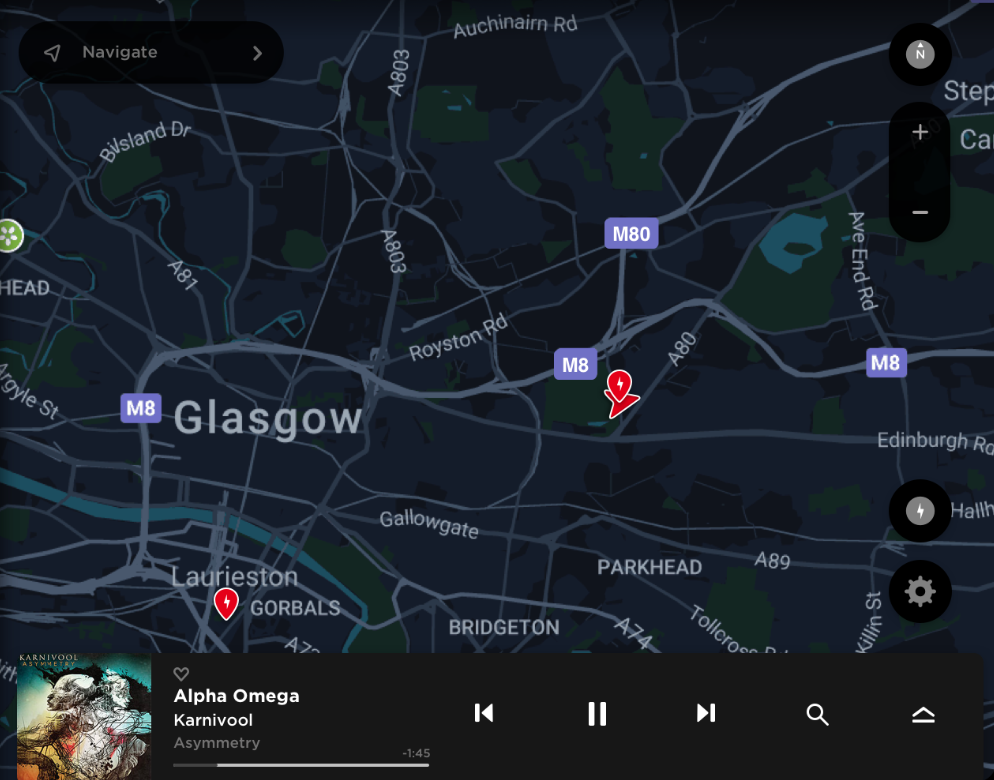 Auchinairn Rd
Navigate
N
A803
Step
Bilsland Dr
Car
M80
A803
Ave End Rd
A81
HEAD
Royston Rd
A80
M8
M8
Argyle St
M8
Glasgow
Edinburgh Rd
Hallh
Gallowgate
A89
PARKHEAD
Laurieston
GORBALS
BRIDGETON
A74
Tollcross Rd
KARNIVOOL
ASYMMETRY
Alpha Omega
Karnivool
Asymmetry
-1:45